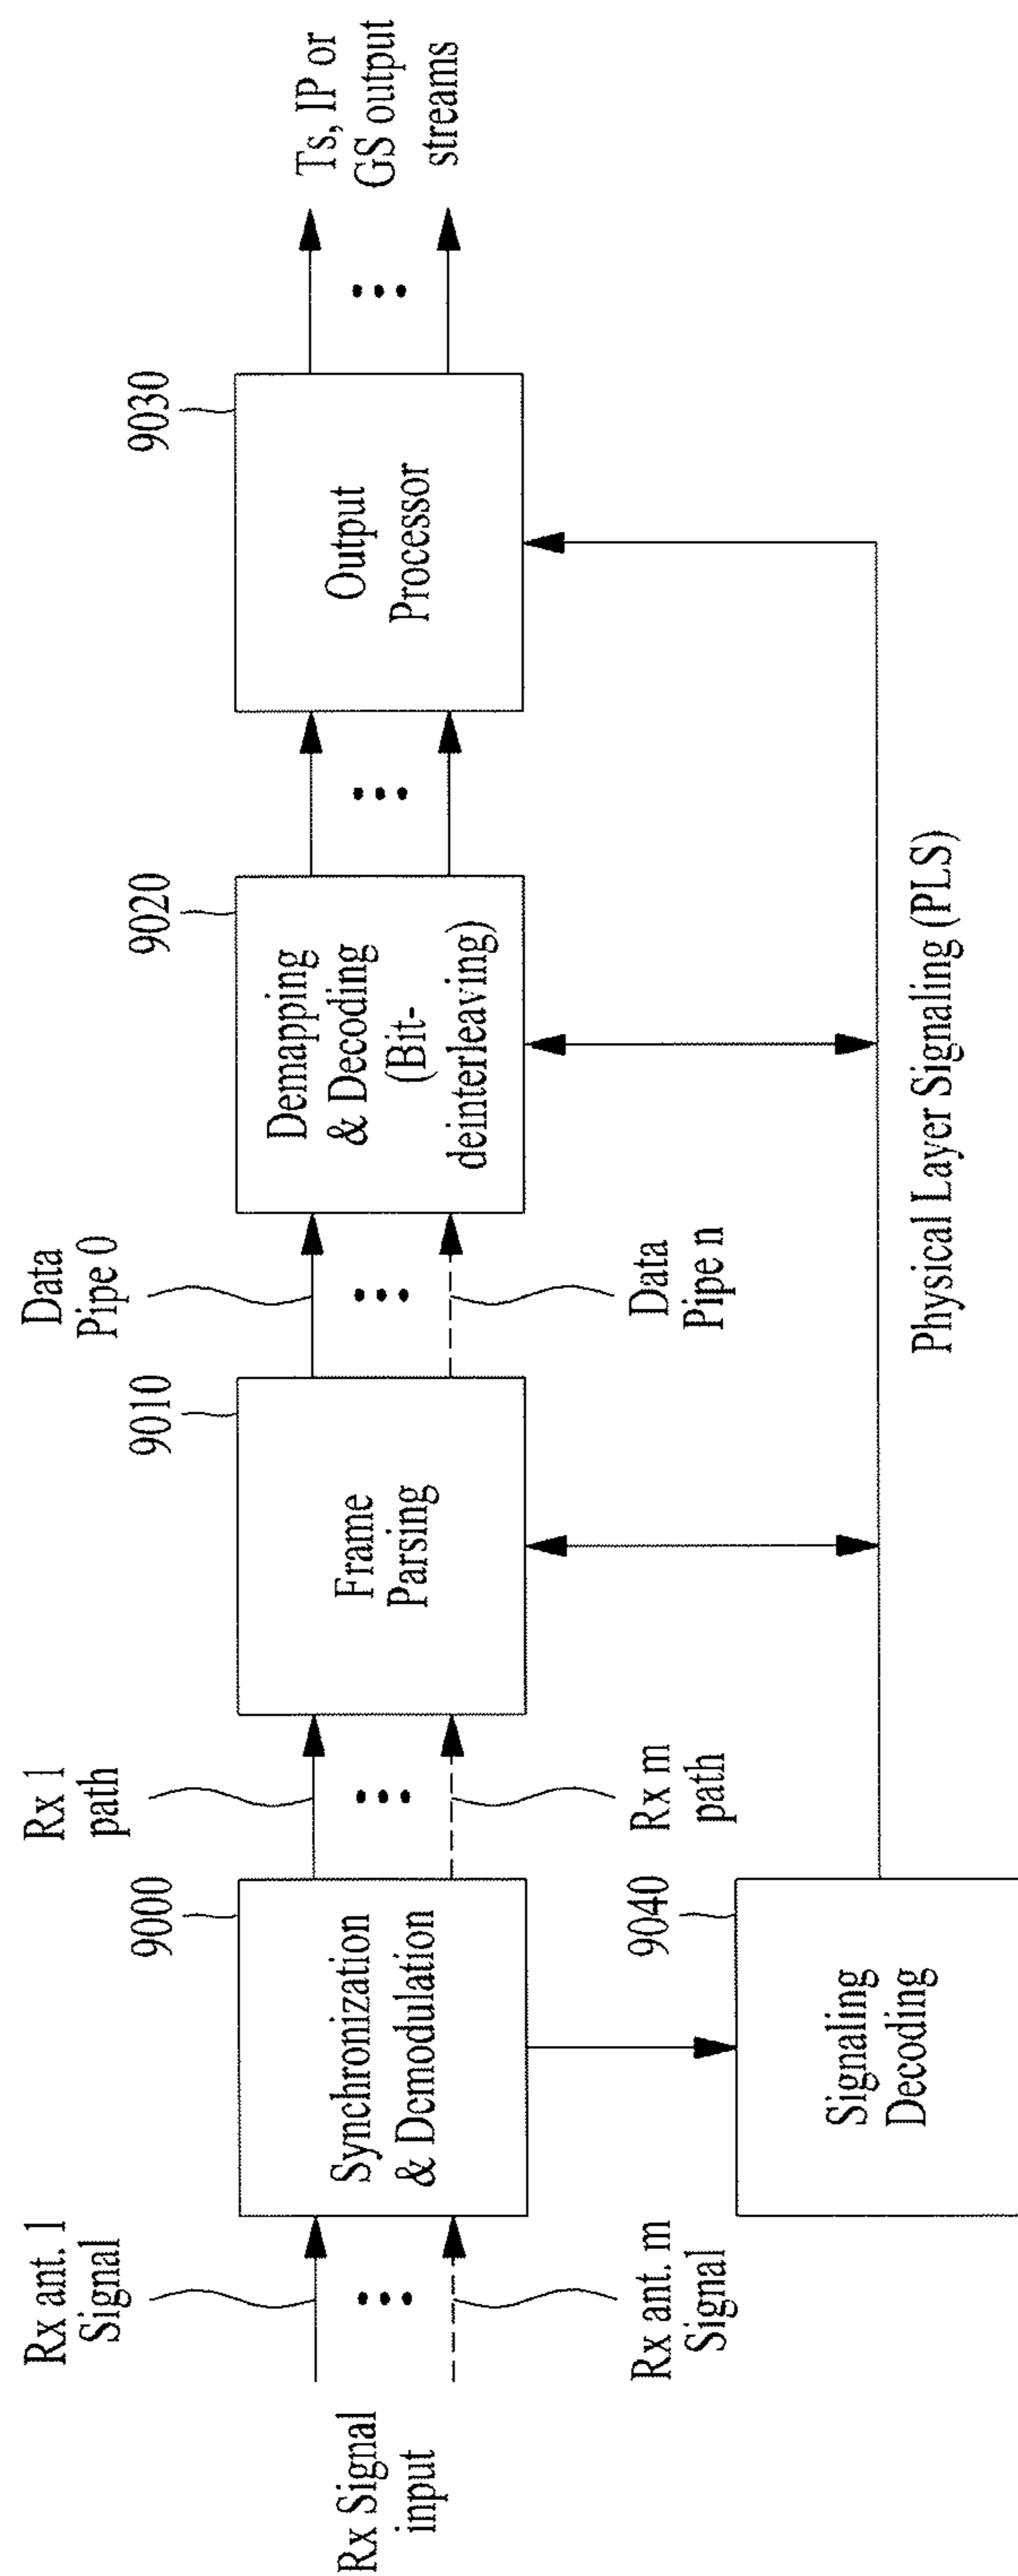 Rx Signal
input
Rx ant. 1
Signal
Rx ant. m
Signal
9000
Synchronization
& Demodulation
Rx 1
path
Rx m
path
9010
Frame
Parsing
Data
Pipe 0
Data
Pipe n
9020
Demapping
& Decoding
(Bit-
deinterleaving)
9030
Output
Processor
Ts, IP or
GS output
streams
9040
Signaling
Decoding
Physical Layer Signaling (PLS)